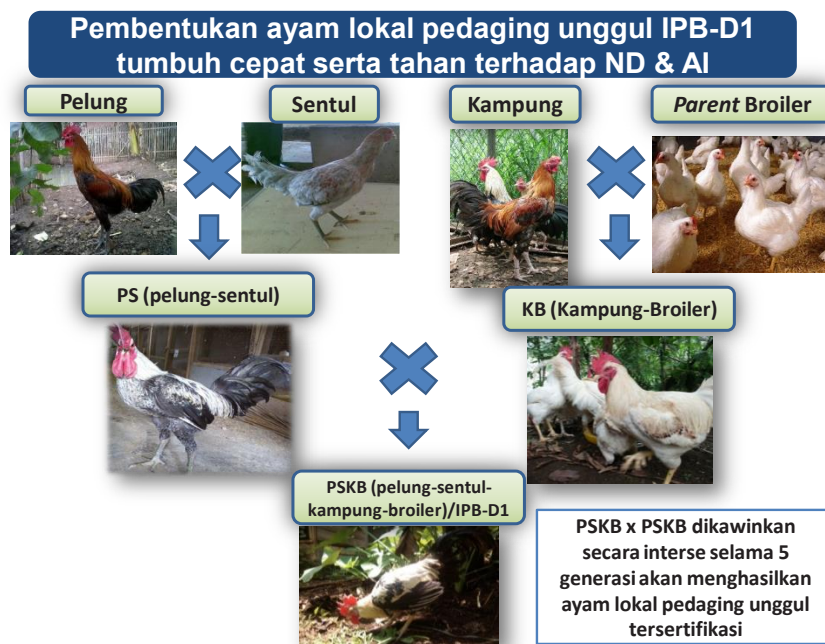 Pembentukan ayam lokal pedaging unggul IPB-D1
tumbuh cepat serta tahan terhadap ND & AI
Pelung
Sentul
Kampung
Parent Broiler
PS (pelung-sentul)
KB (Kampung-Broiler)
PSKB (pelung-sentul-
kampung-broiler)/IPB-D1
PSKB x PSKB dikawinkan
secara interse selama 5
generasi akan menghasilkan
ayam lokal pedaging unggul
tersertifikasi